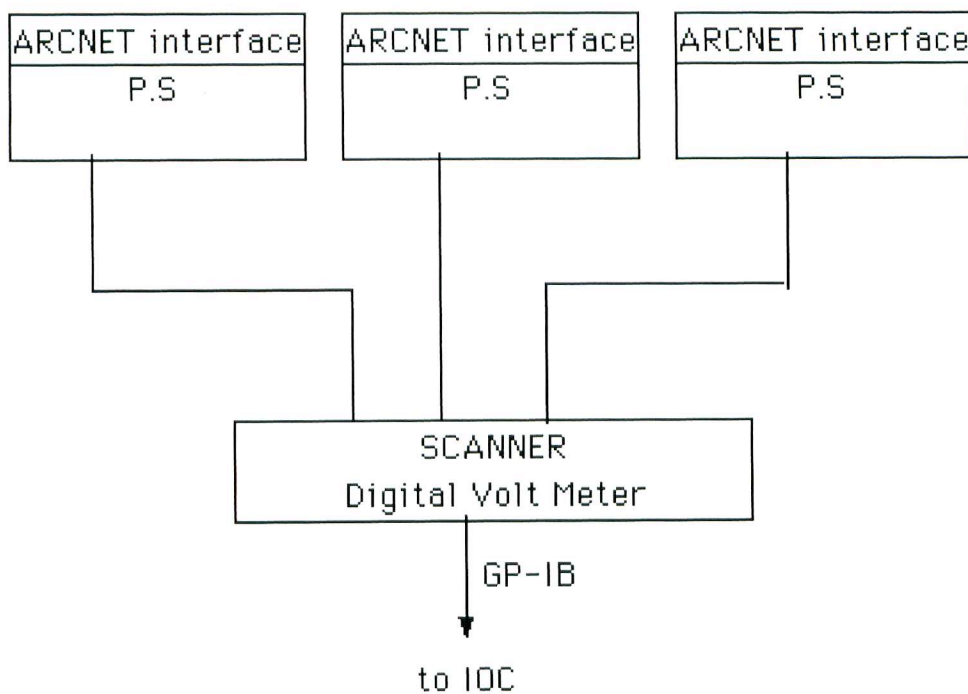 ARCNET interface
P.S
ARCNET interface
P.S
ARCNET interface
P.S
SCANNER
Digital Volt Meter
GP-IB
to IOC